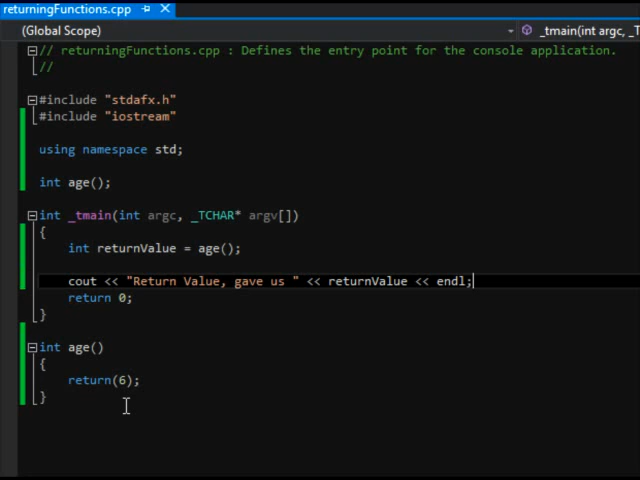 returningFunctions.cpp
(Global Scope) _tmain(int argc, _T
// returningFunctions.cpp : Defines the entry point for the console application.
//
#include "stdafx.h"
#include "iostream"
using namespace std;
int age();
int _tmain(int argc, _TCHAR* argv[])
{
int returnValue = age();
cout << "Return Value, gave us " << returnValue << endl;
return 0;
}
int age()
{
return(6);
}